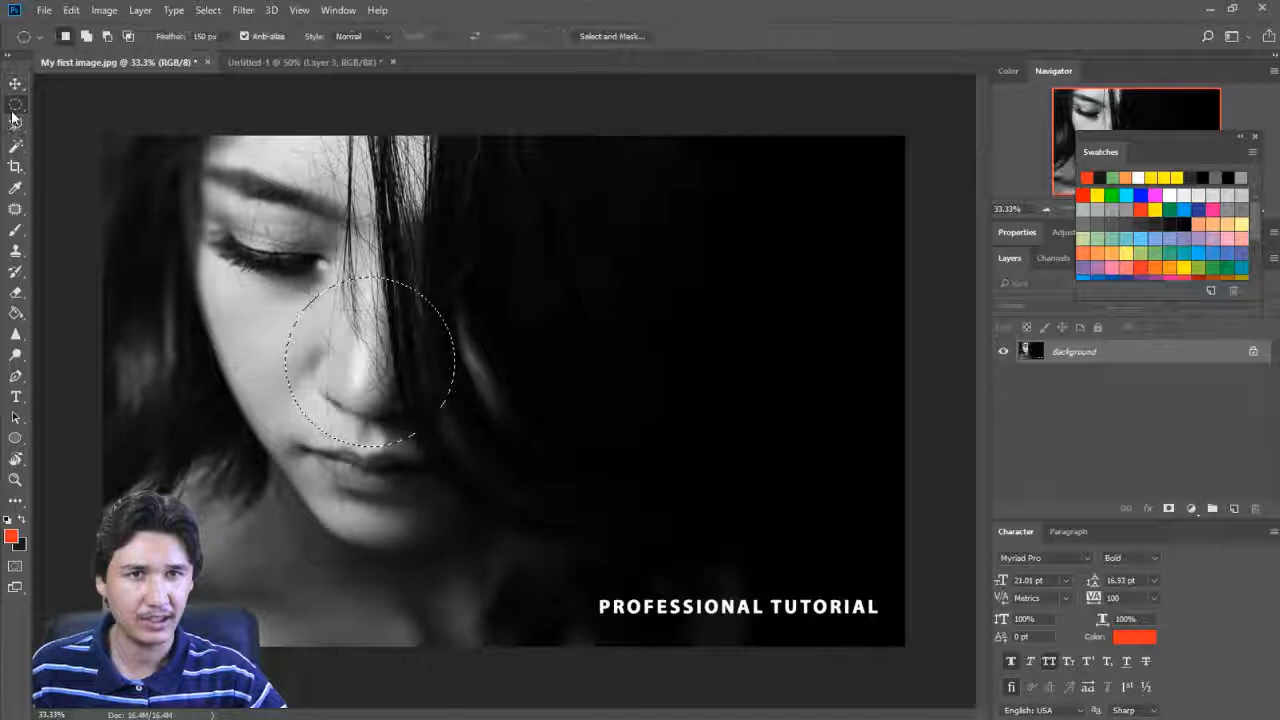 Ps File Edit Image Layer Type Select Filter 3D View Window Help
Feather: 150 px Anti-alias Style: Normal Select and Mask...
My first image.jpg @ 33.3% (RGB/8) * × Untitled-1 @ 50% (Layer 3, RGB/8#) * ×
Color Navigator
Swatches
33.33%
Properties Adjus
Layers Channels
Background
PROFESSIONAL TUTORIAL
Character Paragraph
Myriad Pro Bold
21.01 pt 16.93 pt
Metrics 100
100% 100%
0 pt Color:
English: USA Sharp
33.33% Doc: 16.4M/16.4M